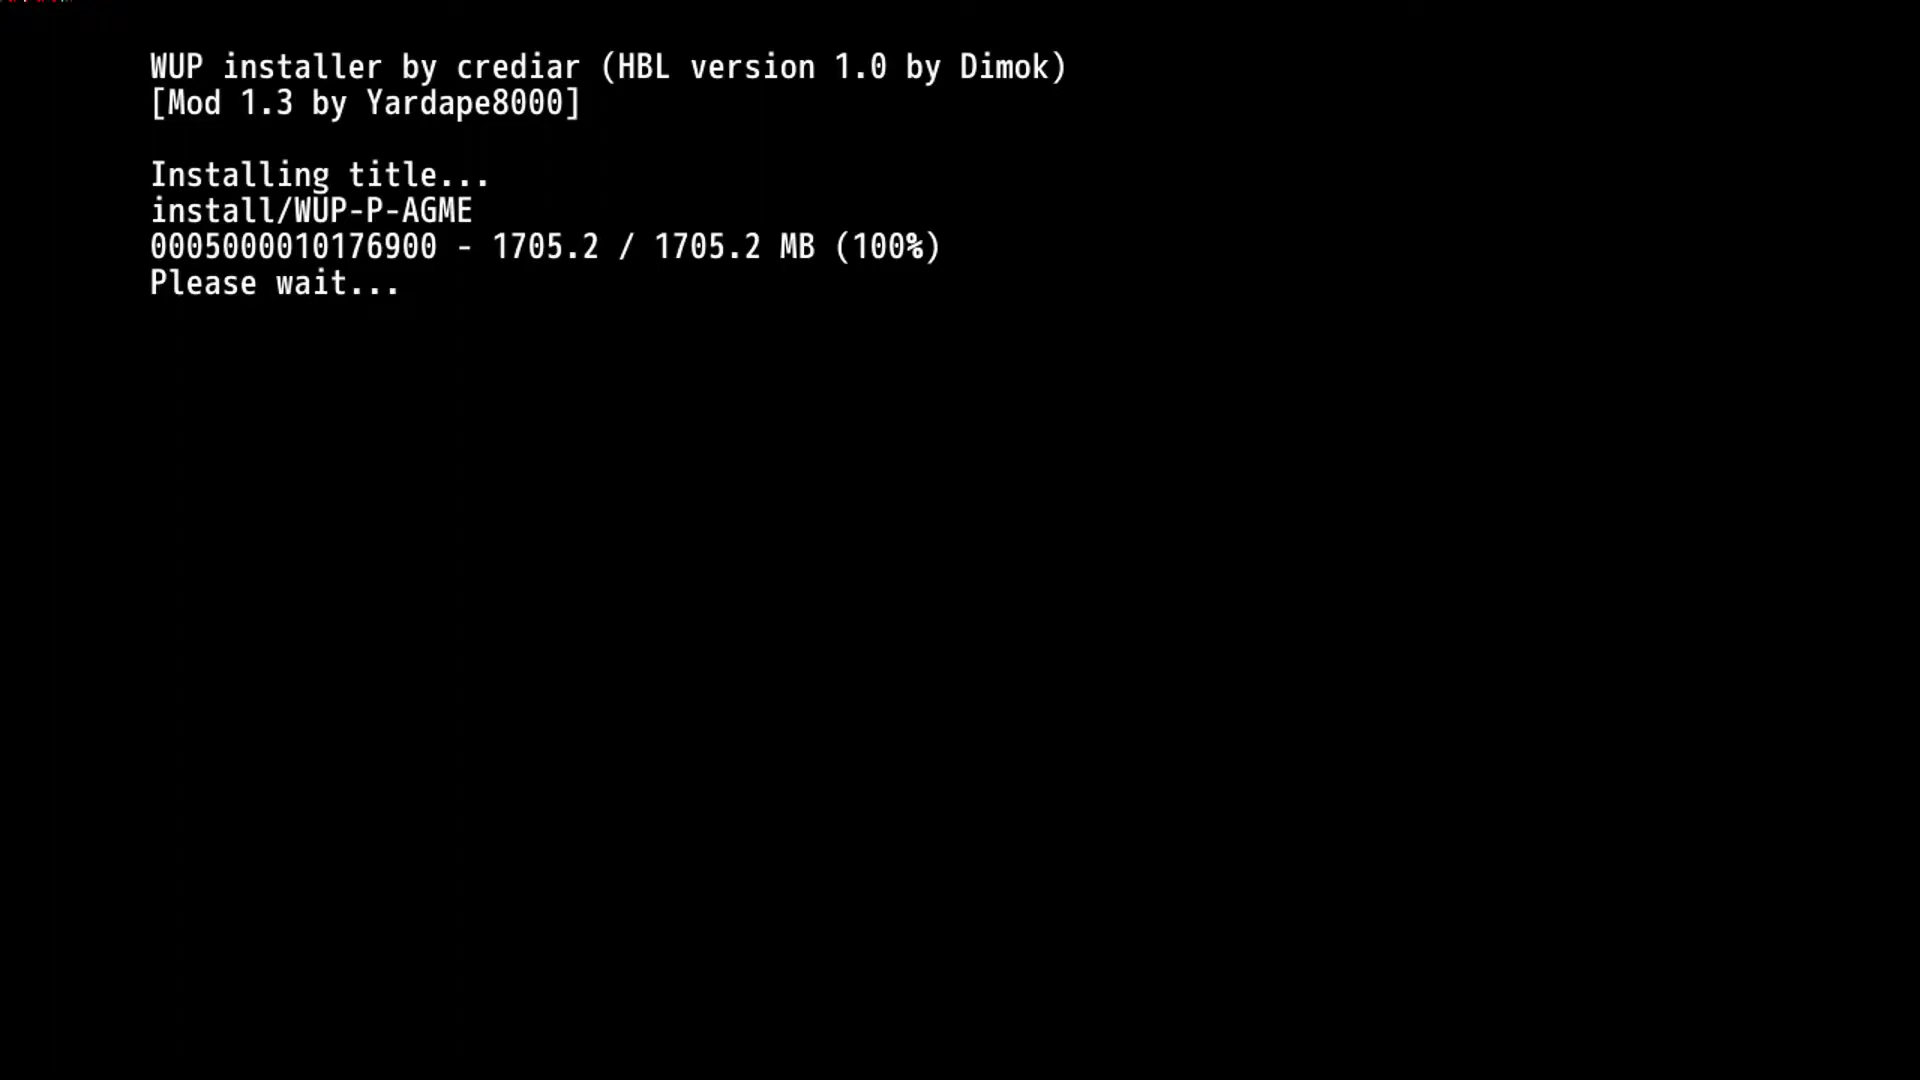 WUP installer by crediar (HBL version 1.0 by Dimok)
[Mod 1.3 by Yardape8000]
Installing title...
install/WUP-P-AGME
0005000010176900 - 1705.2 / 1705.2 MB (100%)
Please wait...